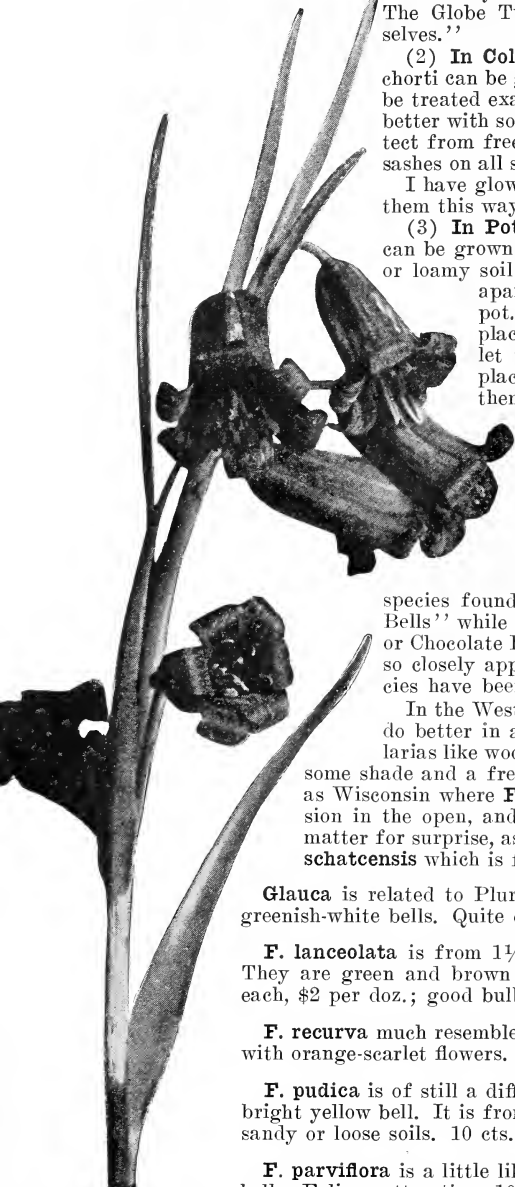 The Globe T
selves."
(2) In Col
chorti can be
be treated exa
better with so
tect from free
sashes on all s
I have glow
them this way
(3) In Pot
can be grown
or loamy soil
apa
pot.
plac
let
plac
then
species found
Bells" while
or Chocolate
so closely app
cies have bee
In the West
do better in a
larias like woo
some shade and a fre
as Wisconsin where F
sion in the open, and
matter for surprise, as
schatcensis which is
Glauca is related to Plur
greenish-white bells. Quite
F. lanceolata is from 1½
They are green and brown
each, $2 per doz.; good bul
F. recurva much resemble
with orange-scarlet flowers.
F. pudica is of still a diff
bright yellow bell. It is fro
sandy or loose soils. 10 cts.
F. parviflora is a little li